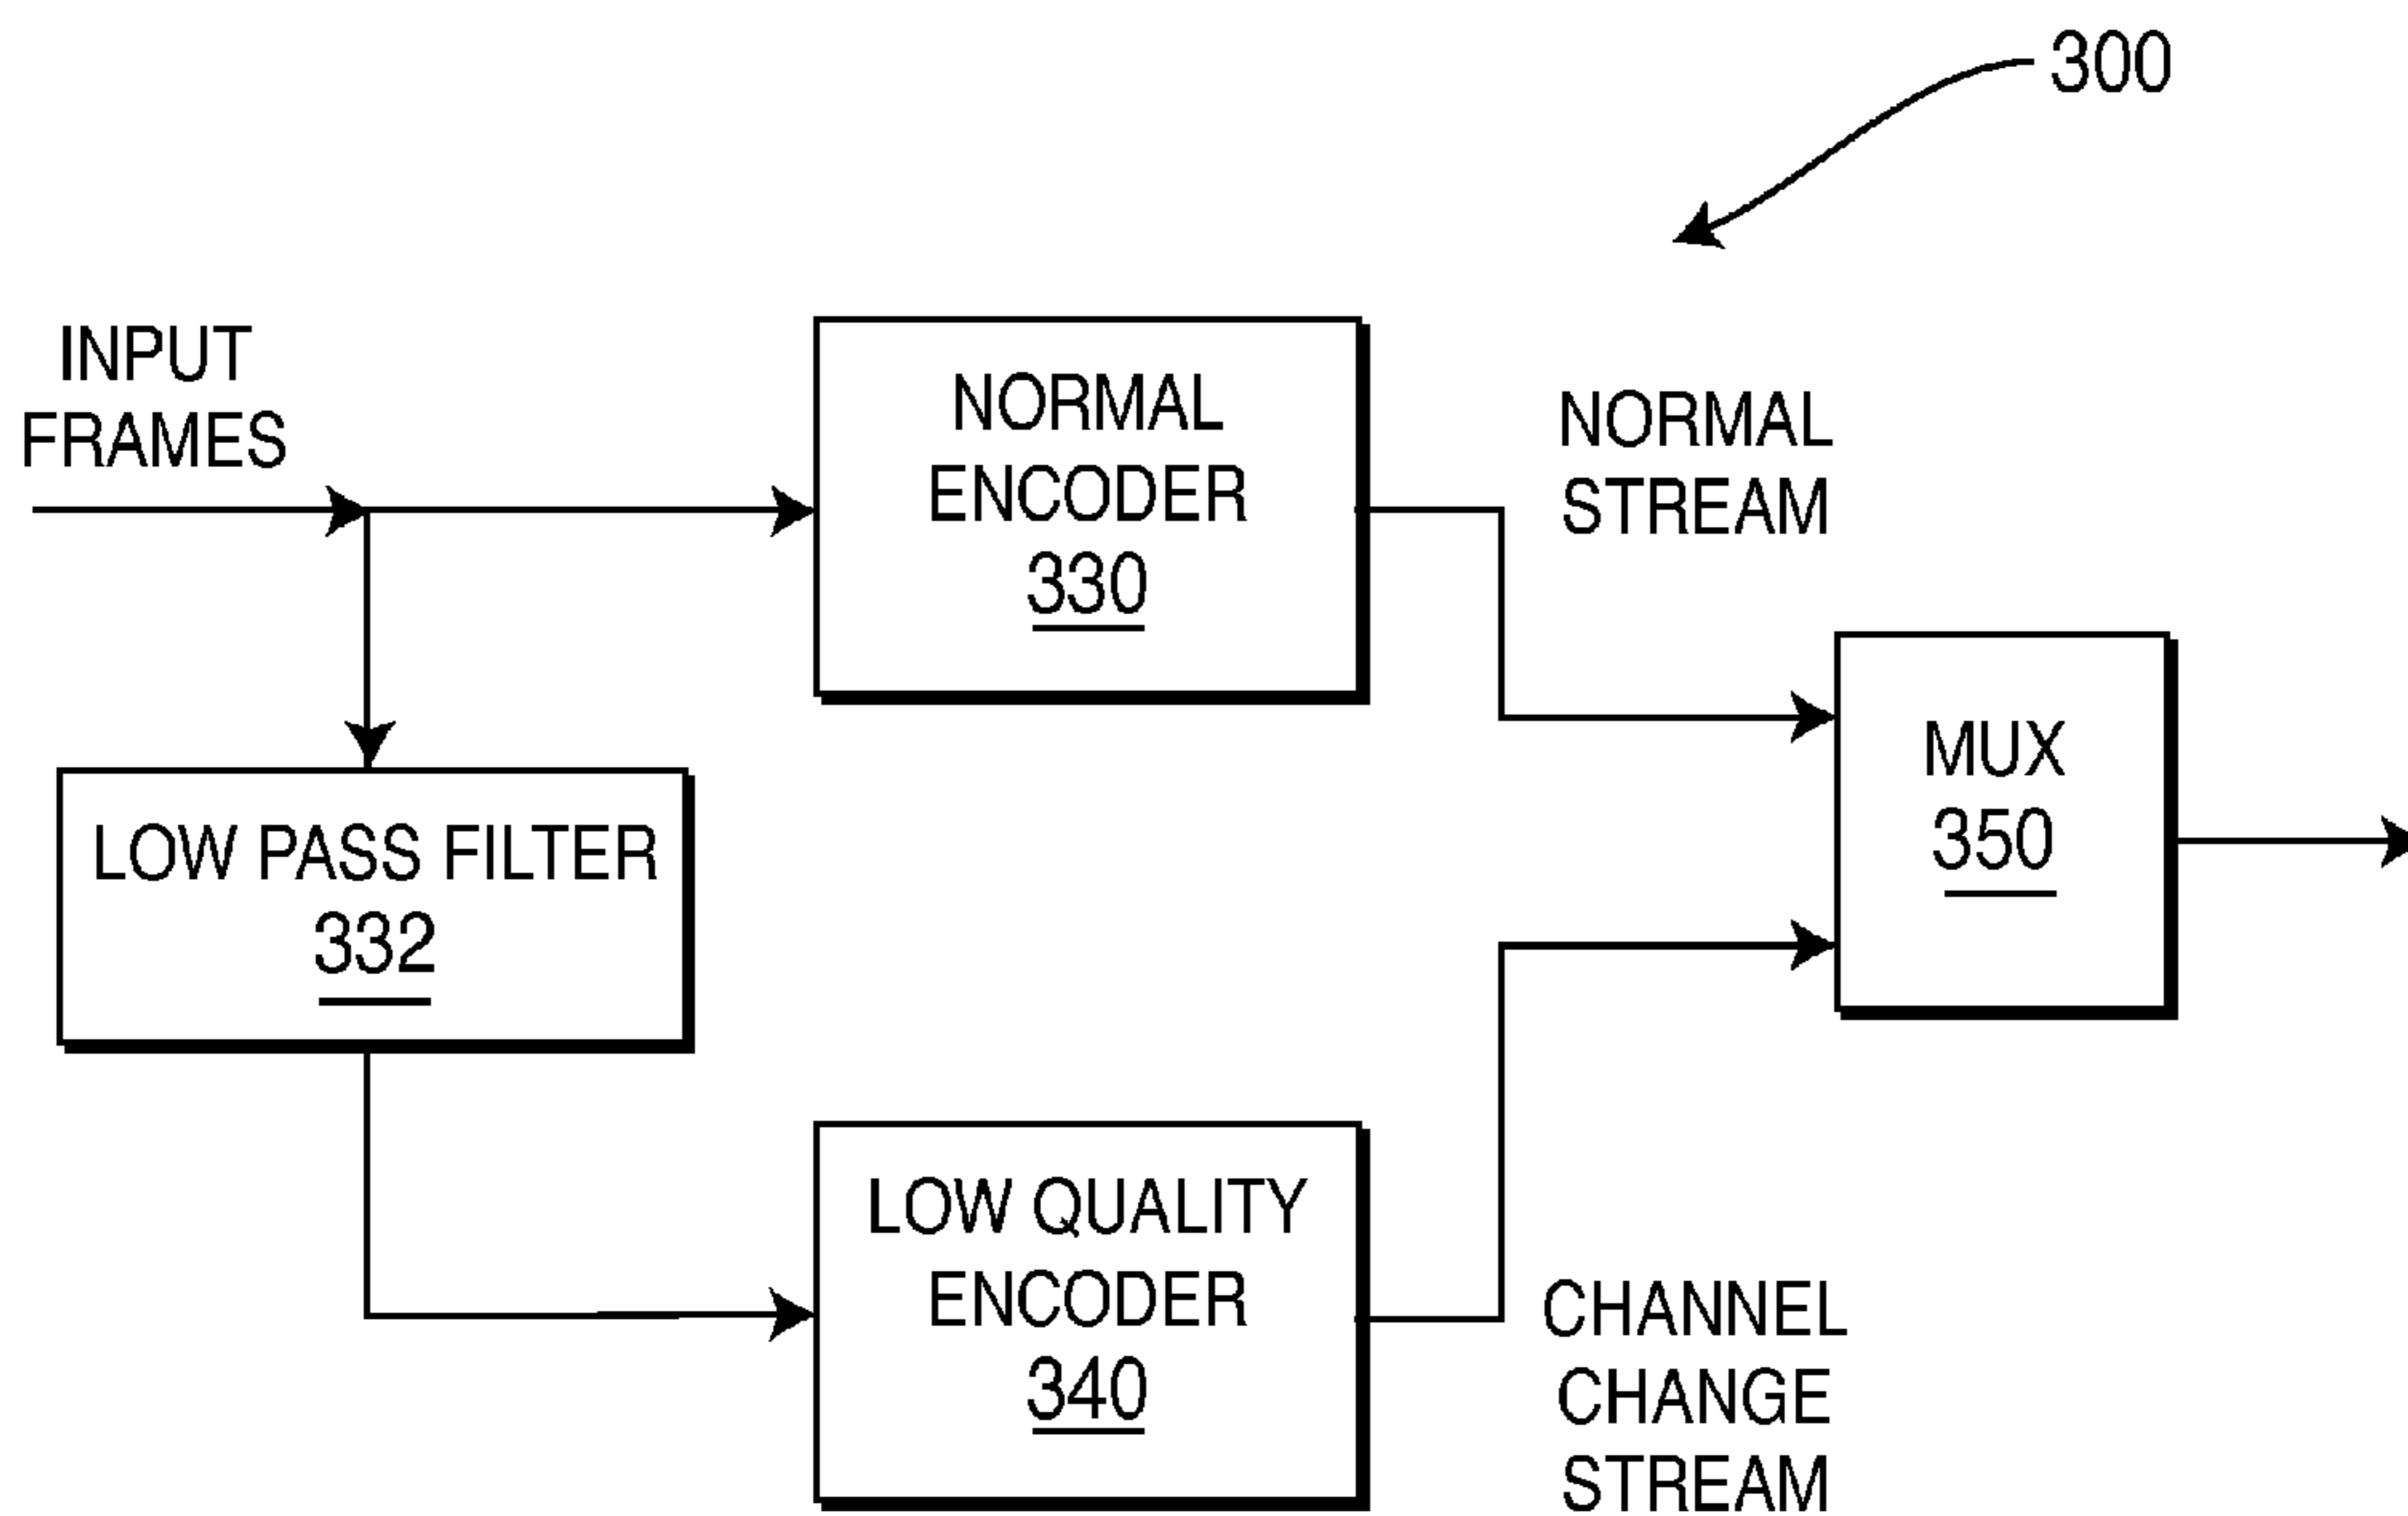 300
INPUT
FRAMES
NORMAL
ENCODER
330
NORMAL
STREAM
LOW PASS FILTER
332
MUX
350
LOW QUALITY
ENCODER
340
CHANNEL
CHANGE
STREAM